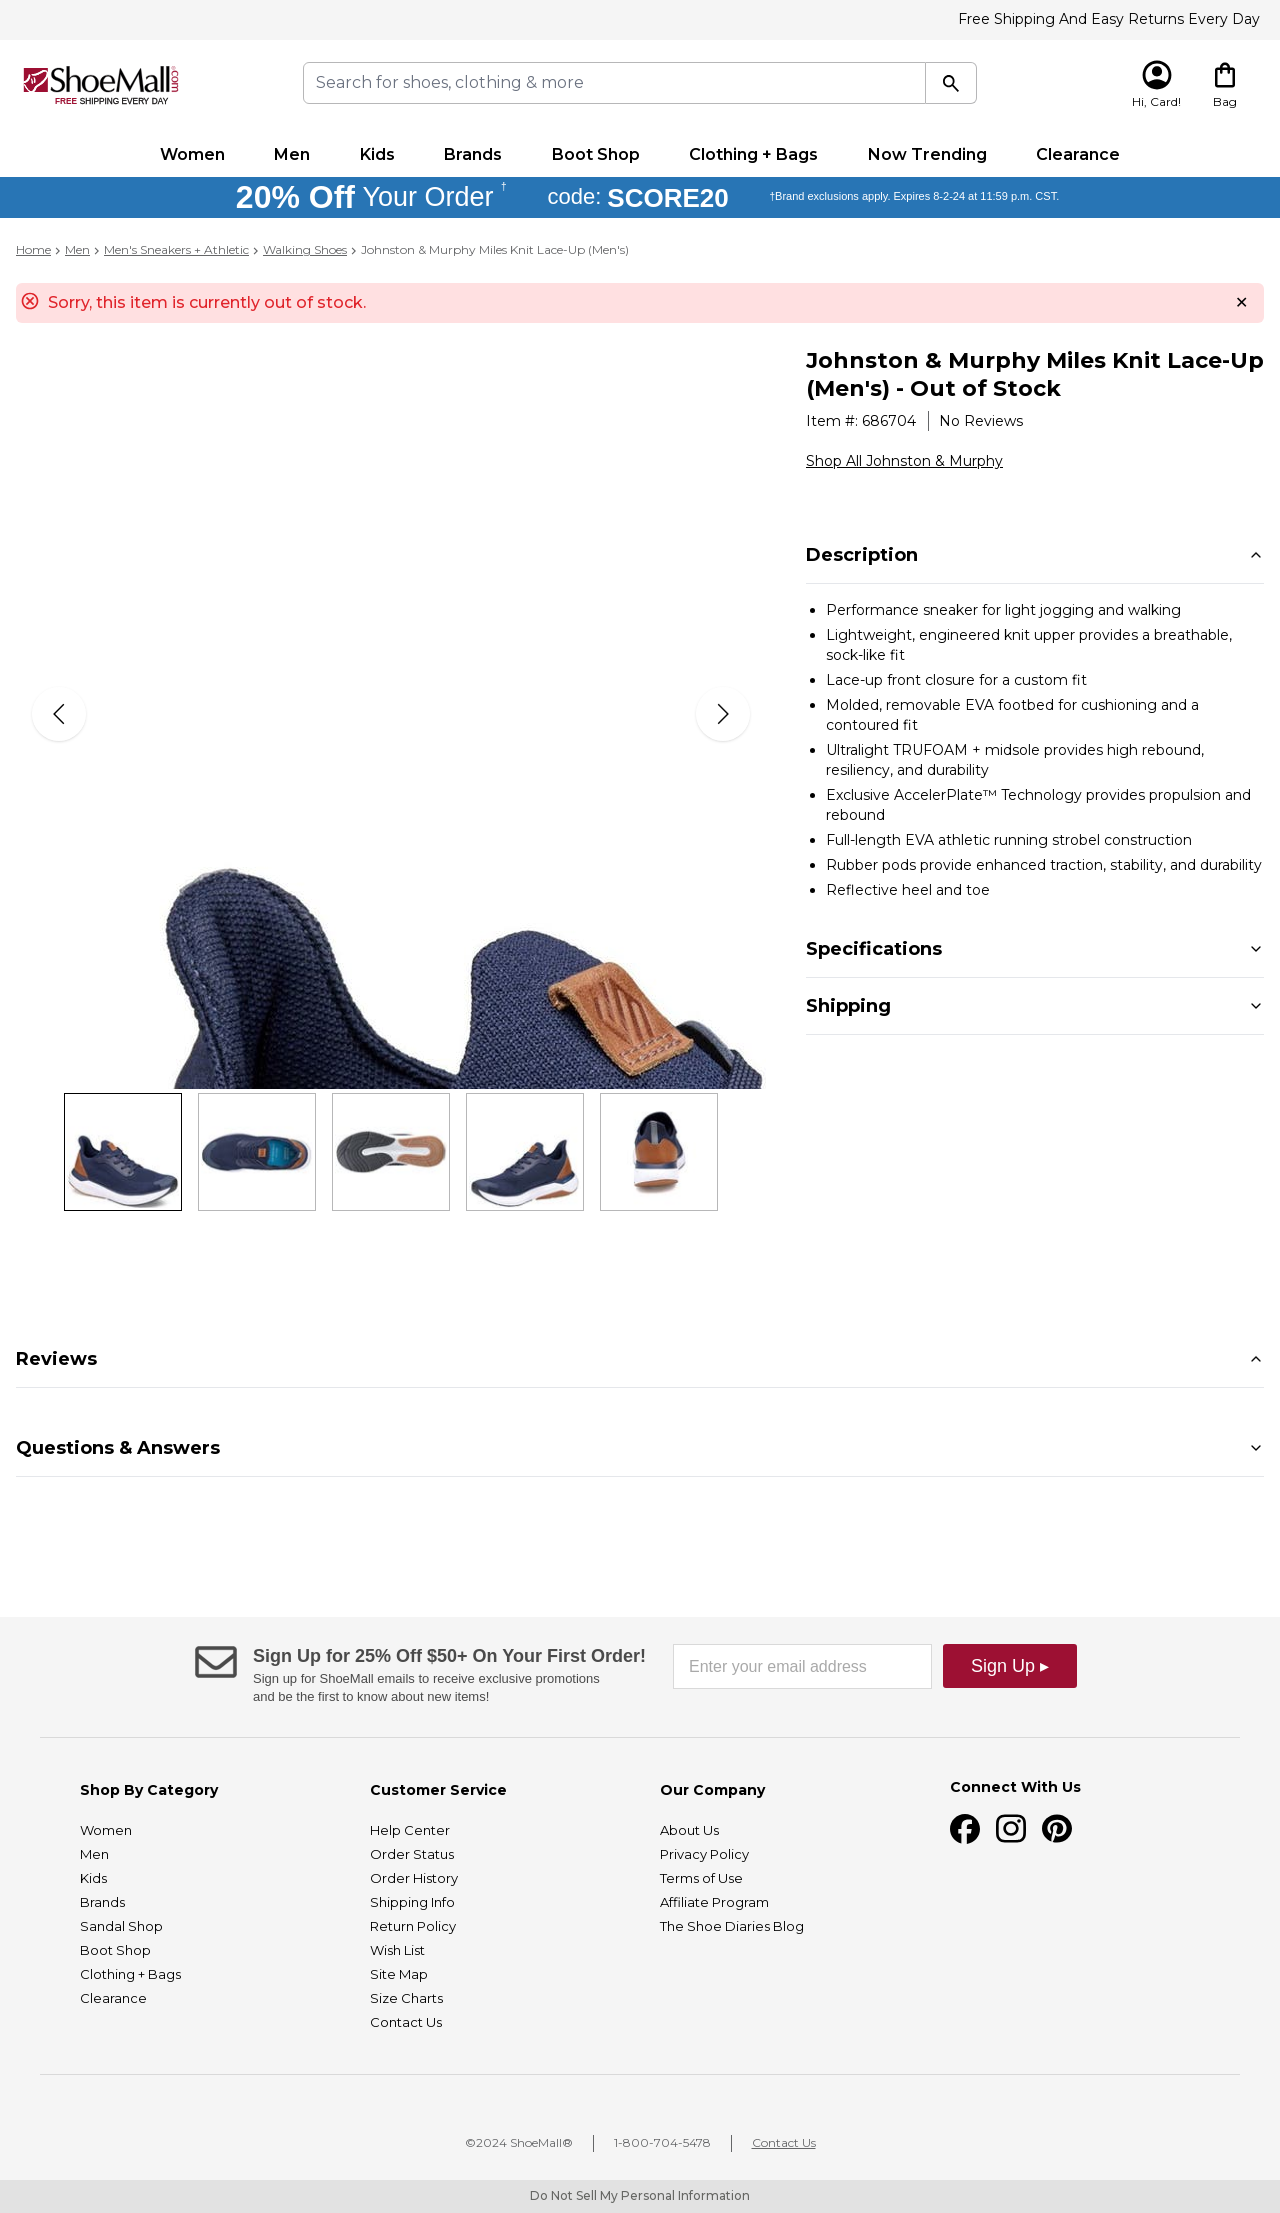 Free Shipping And Easy Returns Every Day
ShoeMall.com
FREE SHIPPING EVERY DAY
Search for shoes, clothing & more
Hi, Card!
Bag
Women Men Kids Brands Boot Shop Clothing + Bags Now Trending Clearance
20% Off Your Order † code: SCORE20 †Brand exclusions apply. Expires 8-2-24 at 11:59 p.m. CST.
Home > Men > Men's Sneakers + Athletic > Walking Shoes > Johnston & Murphy Miles Knit Lace-Up (Men's)
Sorry, this item is currently out of stock.
Johnston & Murphy Miles Knit Lace-Up
(Men's) - Out of Stock
Item #: 686704 | No Reviews
Shop All Johnston & Murphy
Description
• Performance sneaker for light jogging and walking
• Lightweight, engineered knit upper provides a breathable,
sock-like fit
• Lace-up front closure for a custom fit
• Molded, removable EVA footbed for cushioning and a
contoured fit
• Ultralight TRUFOAM + midsole provides high rebound,
resiliency, and durability
• Exclusive AccelerPlate™ Technology provides propulsion and
rebound
• Full-length EVA athletic running strobel construction
• Rubber pods provide enhanced traction, stability, and durability
• Reflective heel and toe
Specifications
Shipping
Reviews
Questions & Answers
Sign Up for 25% Off $50+ On Your First Order!
Sign up for ShoeMall emails to receive exclusive promotions
and be the first to know about new items!
Enter your email address
Sign Up ▸
Shop By Category
Women
Men
Kids
Brands
Sandal Shop
Boot Shop
Clothing + Bags
Clearance
Customer Service
Help Center
Order Status
Order History
Shipping Info
Return Policy
Wish List
Site Map
Size Charts
Contact Us
Our Company
About Us
Privacy Policy
Terms of Use
Affiliate Program
The Shoe Diaries Blog
Connect With Us
©2024 ShoeMall® | 1-800-704-5478 | Contact Us
Do Not Sell My Personal Information